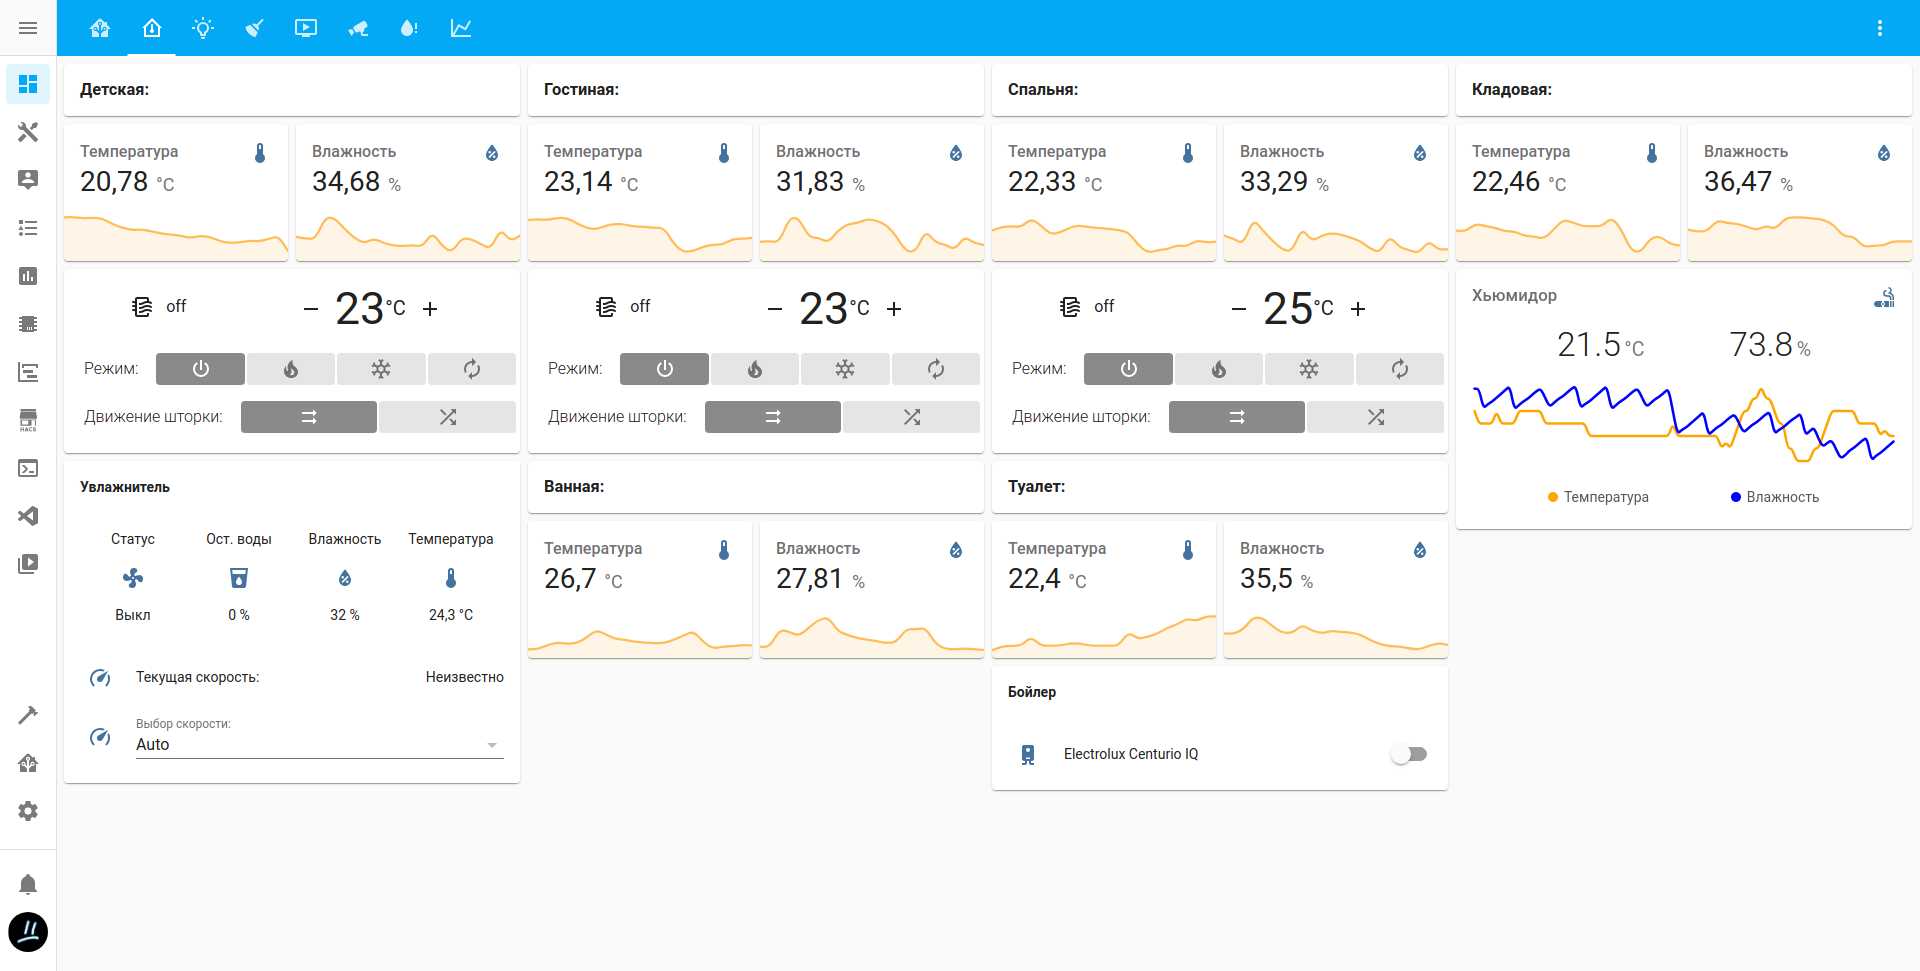 Детская:
Температура
20,78 °C
Влажность
34,68 %
off
23 °C
Режим:
Движение шторки:
Увлажнитель
Статус Ост. воды Влажность Температура
Выкл 0 % 32 % 24,3 °C
Текущая скорость: Неизвестно
Выбор скорости:
Auto
Гостиная:
Температура
23,14 °C
Влажность
31,83 %
off
23 °C
Режим:
Движение шторки:
Ванная:
Температура
26,7 °C
Влажность
27,81 %
Спальня:
Температура
22,33 °C
Влажность
33,29 %
off
25 °C
Режим:
Движение шторки:
Туалет:
Температура
22,4 °C
Влажность
35,5 %
Бойлер
Electrolux Centurio IQ
Кладовая:
Температура
22,46 °C
Влажность
36,47 %
Хьюмидор
21.5 °C 73.8 %
Температура Влажность
HACS